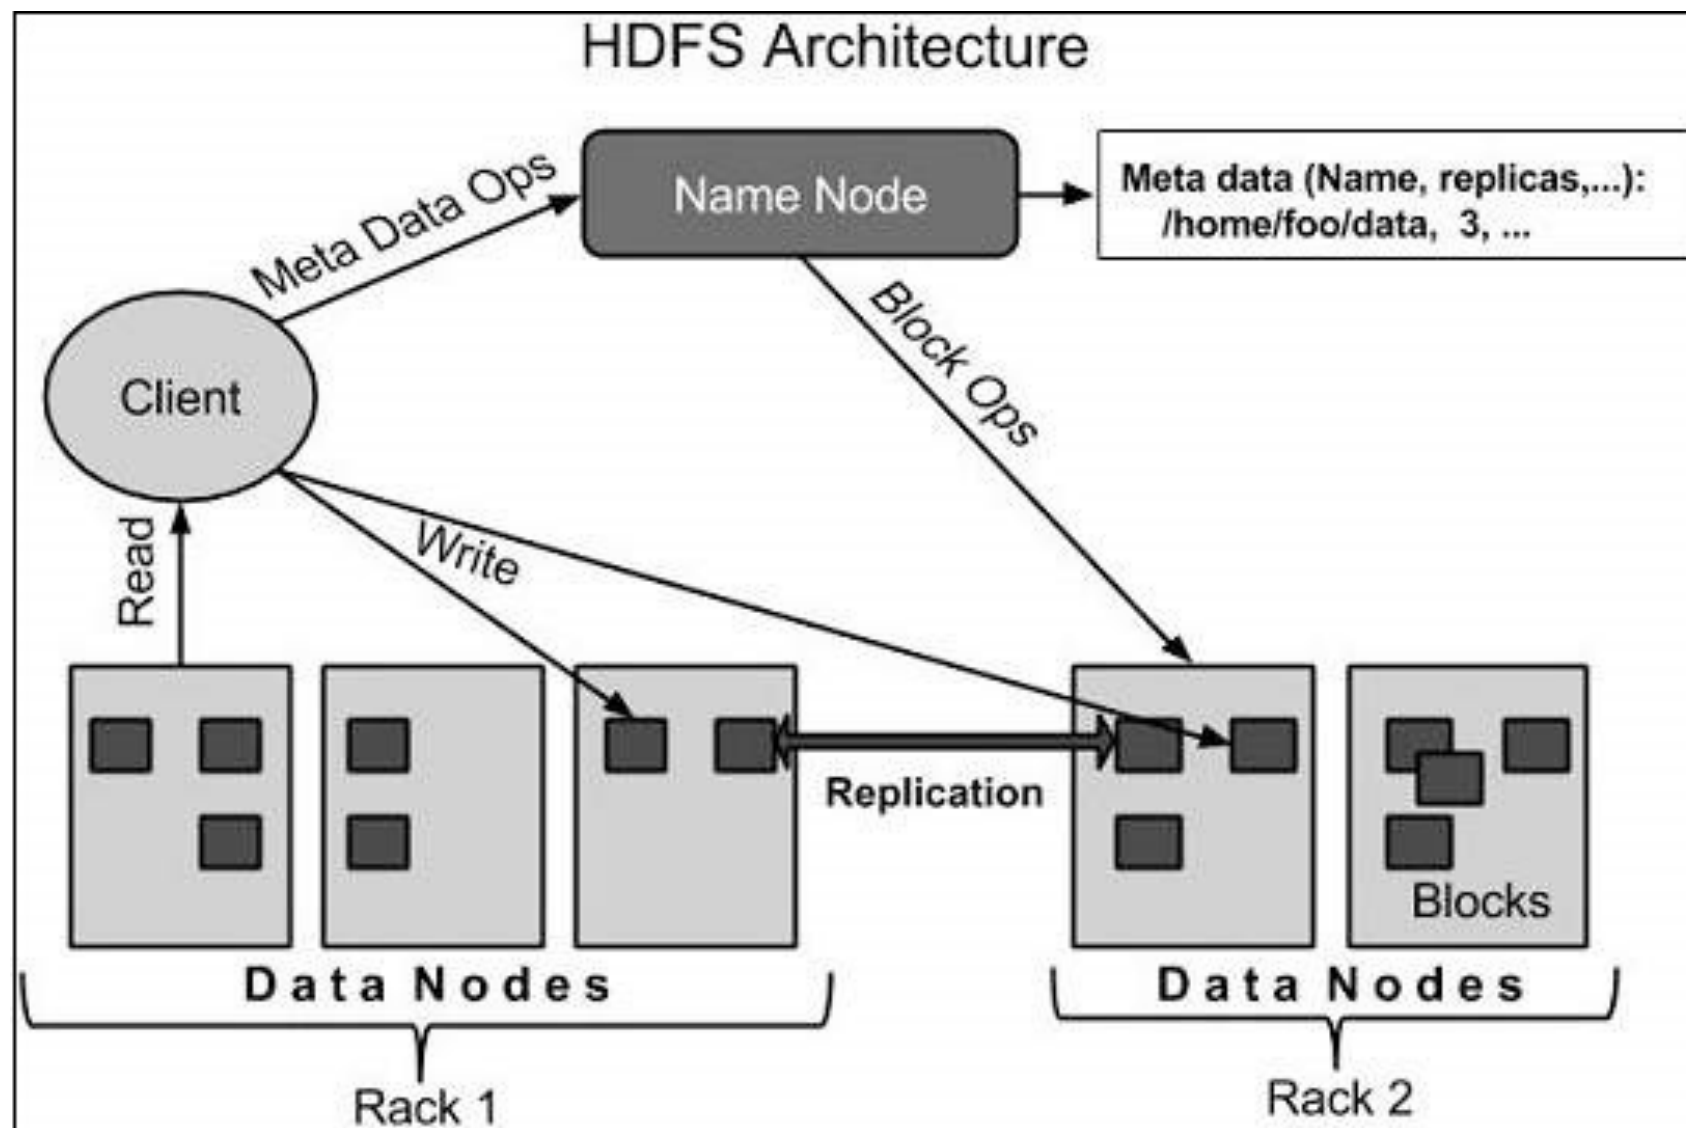 HDFS Architecture
Meta Data Ops
Name Node
Meta data (Name, replicas,...):
/home/foo/data, 3, ...
Block Ops
Client
Read
Write
Replication
Blocks
Data Nodes
Data Nodes
Rack 1
Rack 2